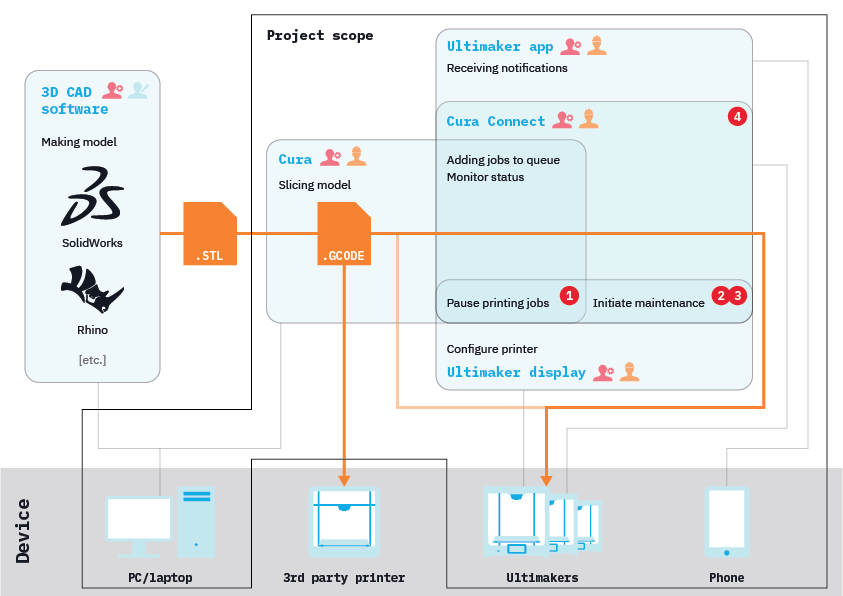 Project scope
Ultimaker app
Receiving notifications
3D CAD
software
Making model
SolidWorks
Rhino
[etc.]
.STL
Cura
Slicing model
.GCODE
Cura Connect
4
Adding jobs to queue
Monitor status
Pause printing jobs
1
Initiate maintenance
2
3
Configure printer
Ultimaker display
Device
PC/laptop
3rd party printer
Ultimakers
Phone